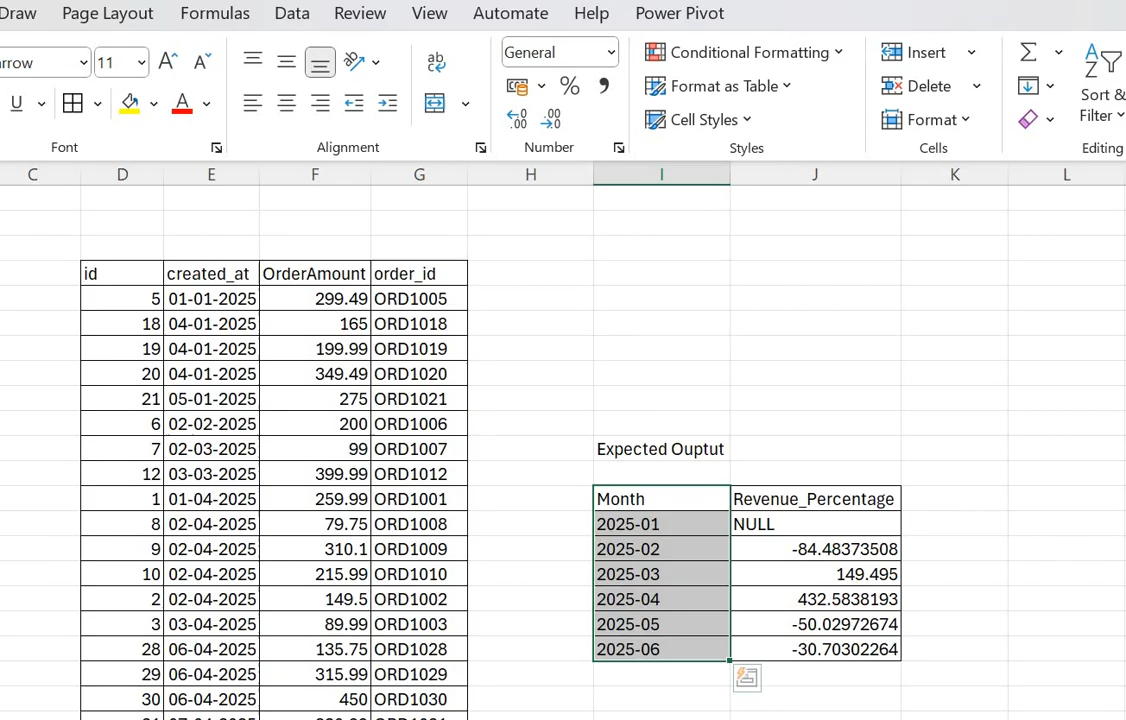 Draw Page Layout Formulas Data Review View Automate Help Power Pivot
rrow 11 A A ab General Conditional Formatting Insert Σ A
Z
Format as Table Delete Sort &
U A % , Cell Styles Format Filter
Font Alignment Number Styles Cells Editing
C D E F G H I J K L
id created_at OrderAmount order_id
5 01-01-2025 299.49 ORD1005
18 04-01-2025 165 ORD1018
19 04-01-2025 199.99 ORD1019
20 04-01-2025 349.49 ORD1020
21 05-01-2025 275 ORD1021
6 02-02-2025 200 ORD1006
7 02-03-2025 99 ORD1007 Expected Ouptut
12 03-03-2025 399.99 ORD1012
1 01-04-2025 259.99 ORD1001 Month Revenue_Percentage
8 02-04-2025 79.75 ORD1008 2025-01 NULL
9 02-04-2025 310.1 ORD1009 2025-02 -84.48373508
10 02-04-2025 215.99 ORD1010 2025-03 149.495
2 02-04-2025 149.5 ORD1002 2025-04 432.5838193
3 03-04-2025 89.99 ORD1003 2025-05 -50.02972674
28 06-04-2025 135.75 ORD1028 2025-06 -30.70302264
29 06-04-2025 315.99 ORD1029
30 06-04-2025 450 ORD1030